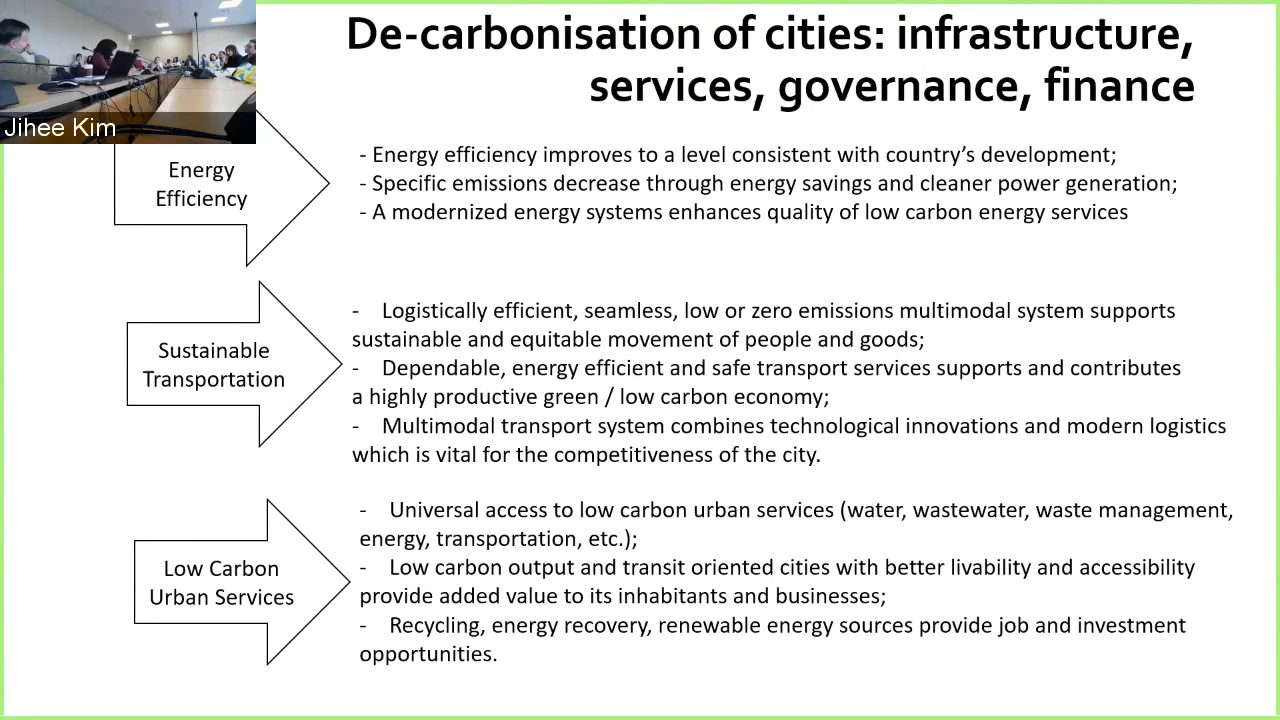 De-carbonisation of cities: infrastructure,
services, governance, finance
Jihee Kim
Energy
Efficiency
- Energy efficiency improves to a level consistent with country’s development;
- Specific emissions decrease through energy savings and cleaner power generation;
- A modernized energy systems enhances quality of low carbon energy services
Sustainable
Transportation
- Logistically efficient, seamless, low or zero emissions multimodal system supports
sustainable and equitable movement of people and goods;
- Dependable, energy efficient and safe transport services supports and contributes
a highly productive green / low carbon economy;
- Multimodal transport system combines technological innovations and modern logistics
which is vital for the competitiveness of the city.
Low Carbon
Urban Services
- Universal access to low carbon urban services (water, wastewater, waste management,
energy, transportation, etc.);
- Low carbon output and transit oriented cities with better livability and accessibility
provide added value to its inhabitants and businesses;
- Recycling, energy recovery, renewable energy sources provide job and investment
opportunities.